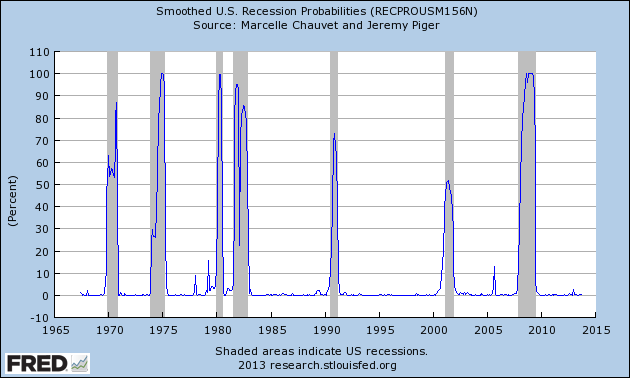 Smoothed U.S. Recession Probabilities (RECPROUSM156N)
Source: Marcelle Chauvet and Jeremy Piger
110
100
90
80
70
60
50
40
30
20
10
0
-10
(Percent)
1965 1970 1975 1980 1985 1990 1995 2000 2005 2010 2015
Shaded areas indicate US recessions.
2013 research.stlouisfed.org
FRED